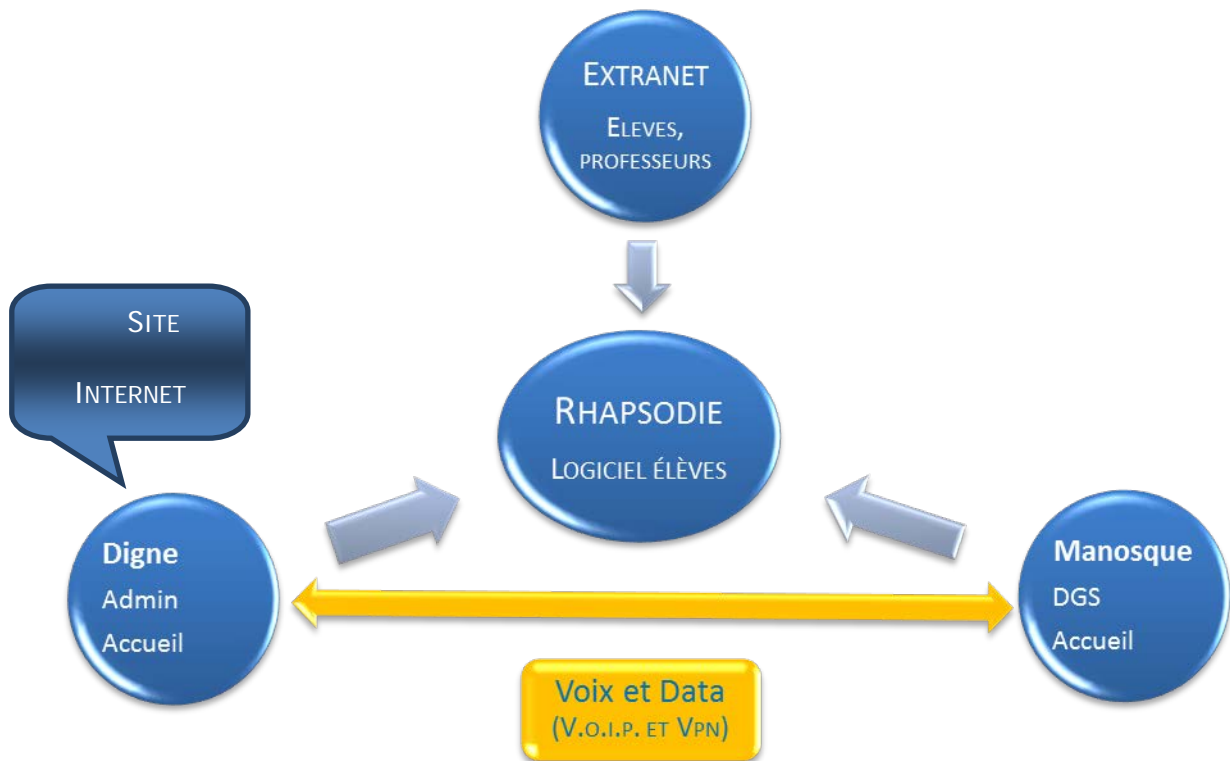 EXTRANET
ELEVES,
PROFESSEURS
SITE
INTERNET
RHAPSODIE
LOGICIEL ÉLÈVES
Digne
Admin
Accueil
Manosque
DGS
Accueil
Voix et Data
(V.O.I.P. ET VPN)